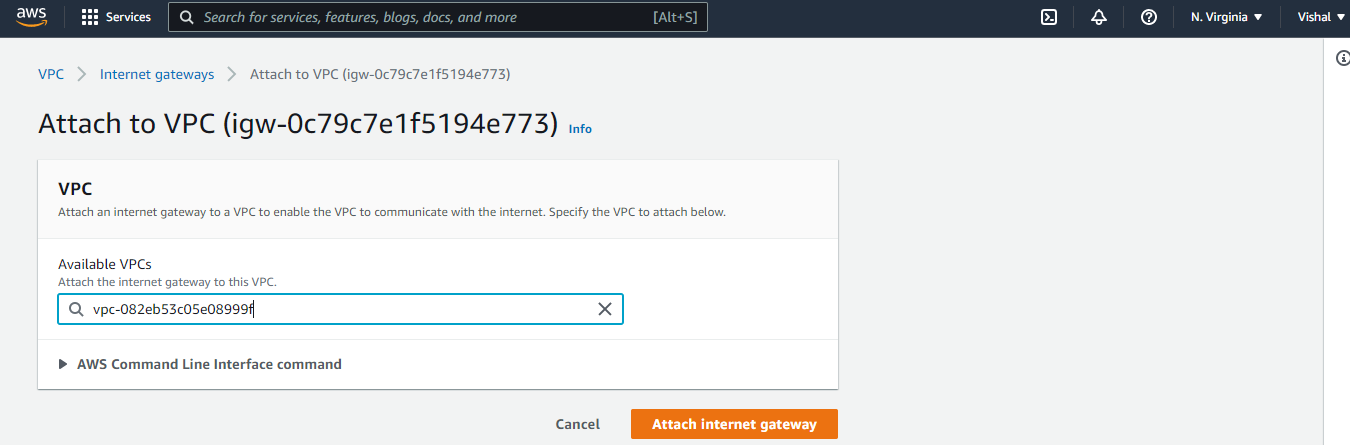 aws
Services
Search for services, features, blogs, docs, and more [Alt+S]
N. Virginia
Vishal
VPC
Internet gateways
Attach to VPC (igw-0c79c7e1f5194e773)
Attach to VPC (igw-0c79c7e1f5194e773) Info
VPC
Attach an internet gateway to a VPC to enable the VPC to communicate with the internet. Specify the VPC to attach below.
Available VPCs
Attach the internet gateway to this VPC.
vpc-082eb53c05e08999f
AWS Command Line Interface command
Cancel
Attach internet gateway